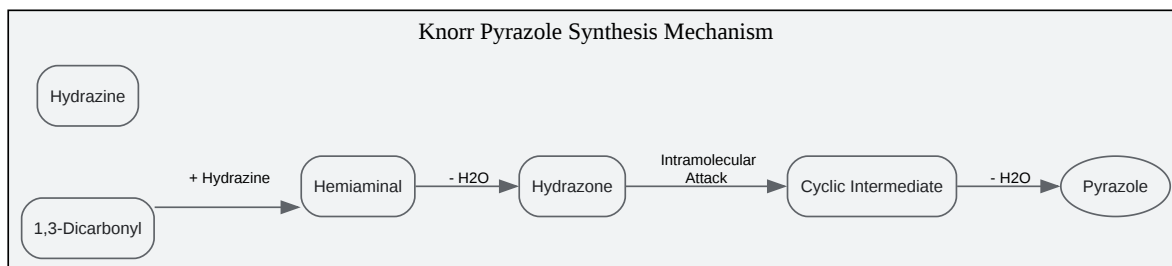 Knorr Pyrazole Synthesis Mechanism
Hydrazine
1,3-Dicarbonyl
+ Hydrazine
Hemiaminal
- H2O
Hydrazone
Intramolecular
Attack
Cyclic Intermediate
- H2O
Pyrazole